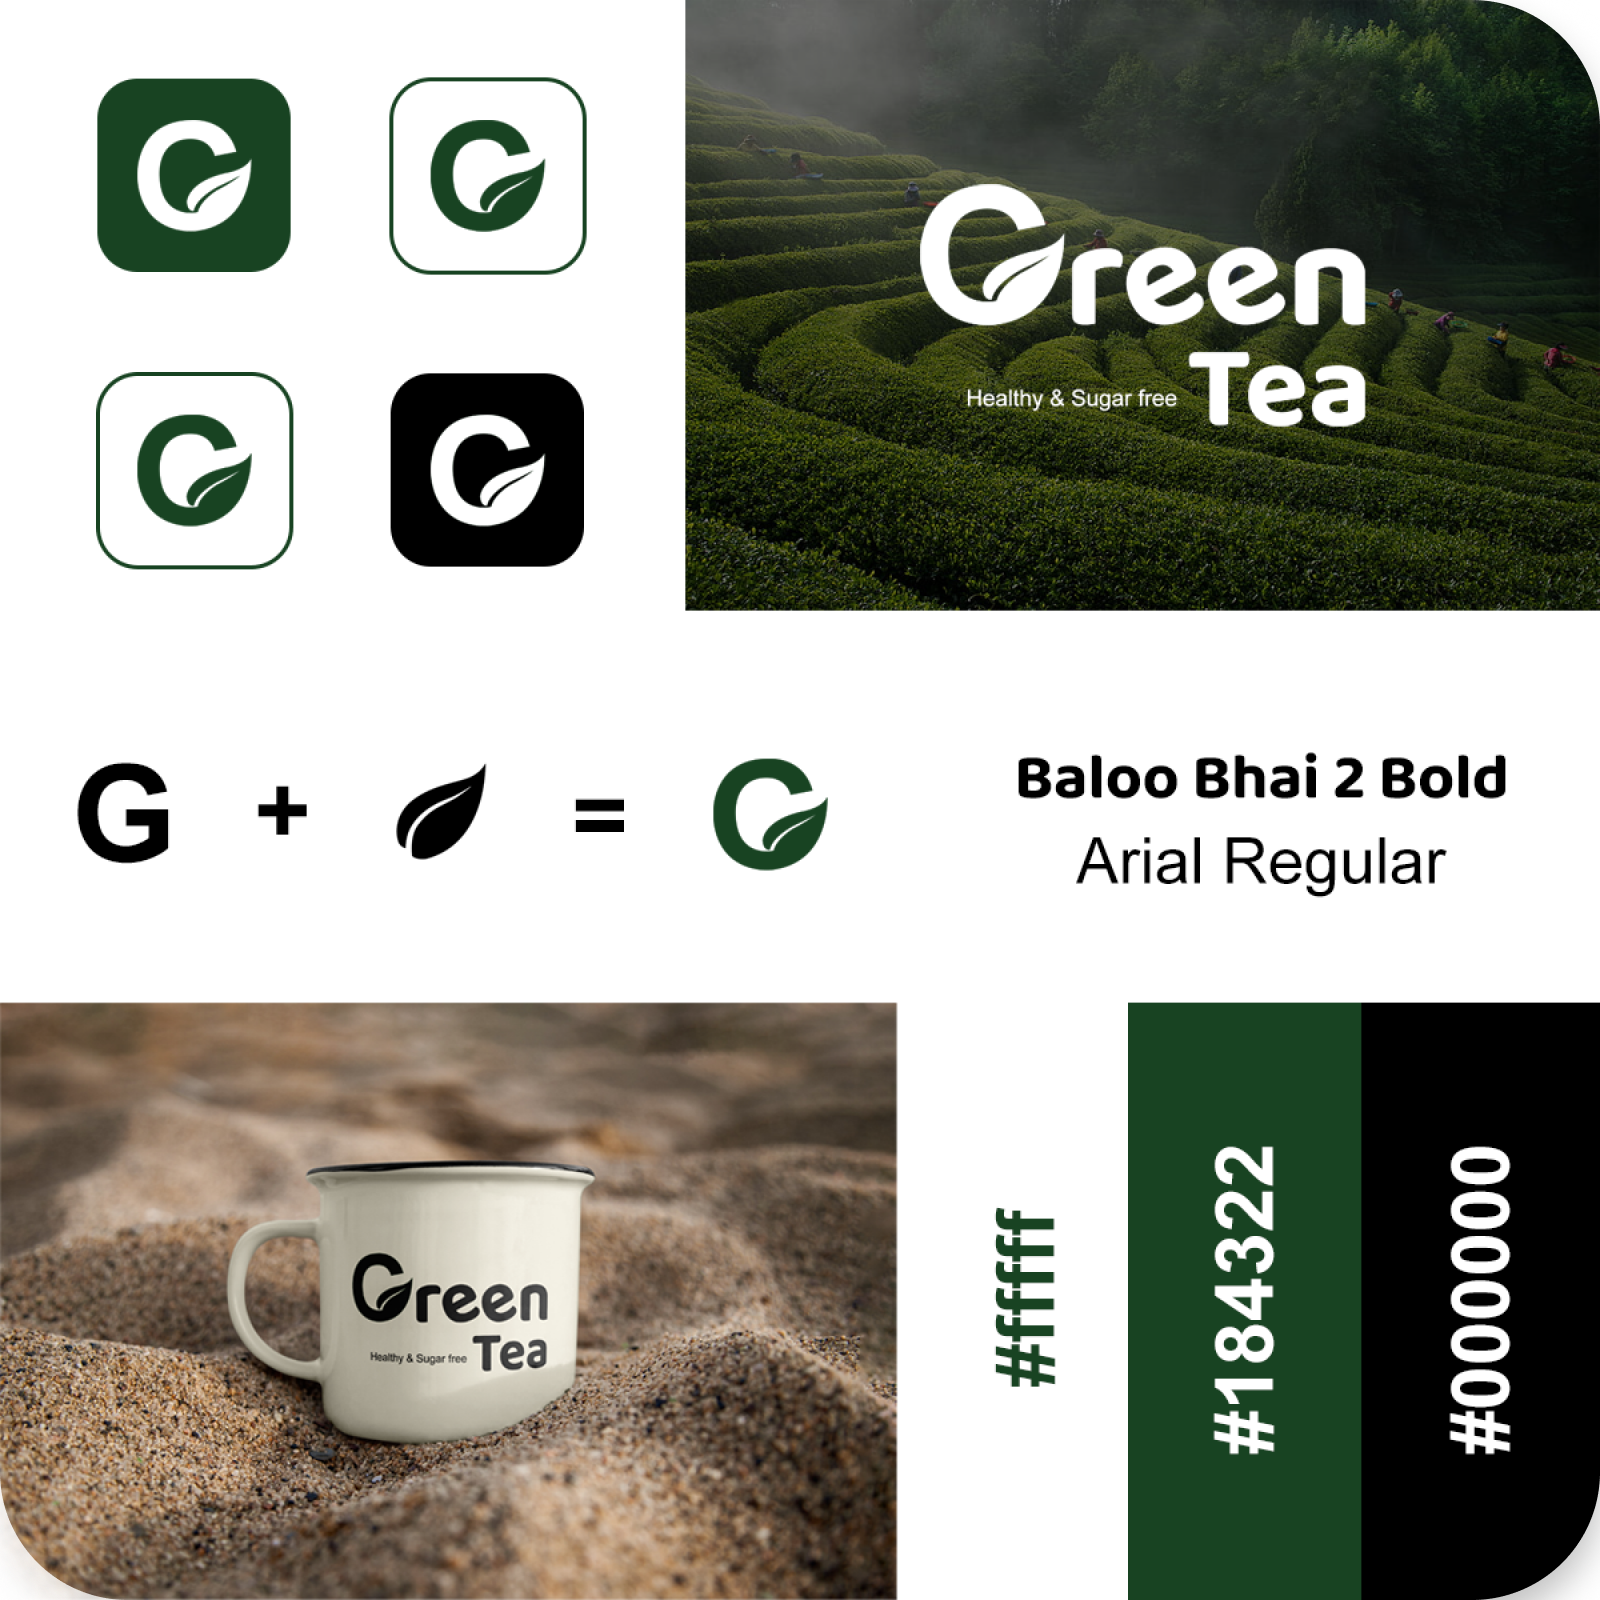 Green
Tea
Healthy & Sugar free
G + =
Baloo Bhai 2 Bold
Arial Regular
Green
Tea
Healthy & Sugar free
#ffffff
#184322
#000000